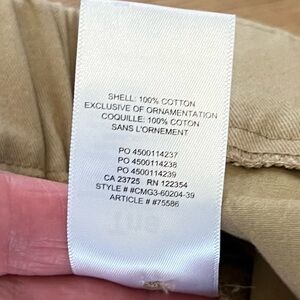 SHELL: 100% COTTON
EXCLUSIVE OF ORNAMENTATION
COQUILLE: 100% COTON
SANS L'ORNEMENT
PO 4500114237
PO 4500114238
PO 4500114239
CA 23725 RN 122354
STYLE # #CMG3-60204-39
ARTICLE # #75586